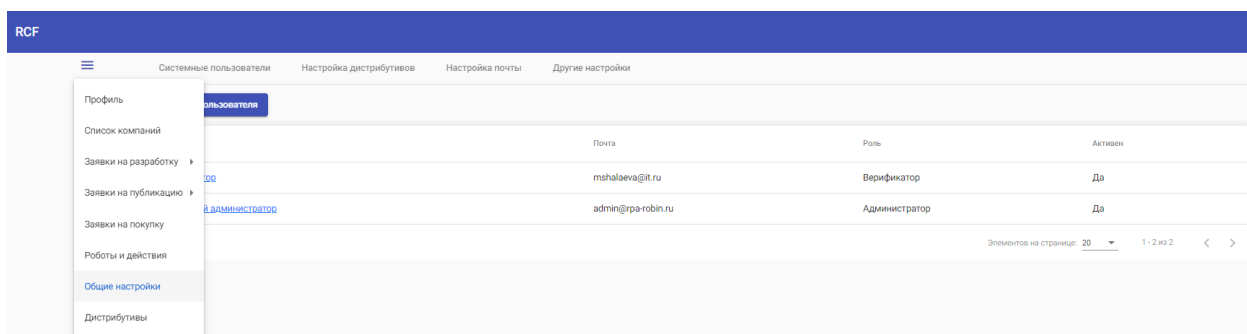 RCF
Системные пользователи Настройка дистрибутивов Настройка почты Другие настройки
Профиль
Список компаний
Почта Роль Активен
Заявки на разработку
mshalaeva@it.ru Верификатор Да
Заявки на публикацию
й администратор admin@rpa-robin.ru Администратор Да
Заявки на покупку
Элементов на странице: 20 1 - 2 из 2
Роботы и действия
Общие настройки
Дистрибутивы